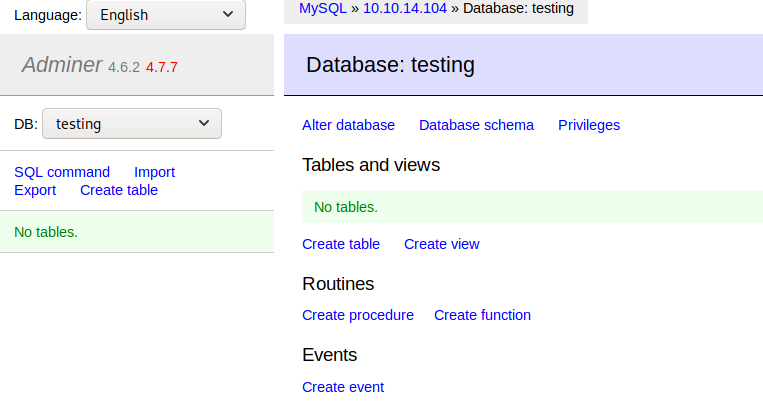 Language: English
Adminer 4.6.2 4.7.7
DB: testing
SQL command Import
Export Create table
No tables.
MySQL » 10.10.14.104 » Database: testing
Database: testing
Alter database Database schema Privileges
Tables and views
No tables.
Create table Create view
Routines
Create procedure Create function
Events
Create event